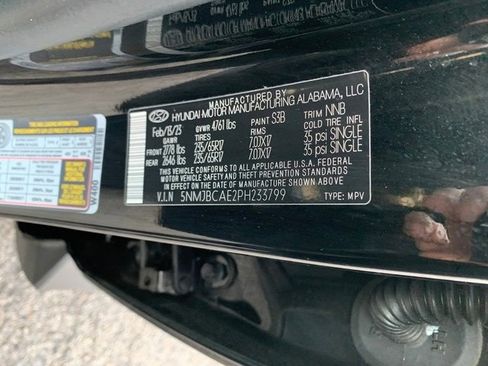 MANUFACTURED BY
HYUNDAI MOTOR MANUFACTURING ALABAMA, LLC
Feb/13/23 GVWR 4761 lbs PAINT S3B TRIM NNB
GAWR TIRES RIMS COLD TIRE INFL
FRONT 2778 lbs 235/65R17 7.0JX17 35 psi SINGLE
REAR 2646 lbs 235/65R17 7.0JX17 35 psi SINGLE
THIS VEHICLE CONFORMS TO ALL APPLICABLE U.S.A. FEDERAL
MOTOR VEHICLE SAFETY AND THEFT PREVENTION STANDARDS
IN EFFECT ON THE DATE OF MANUFACTURE SHOWN ABOVE.
V.I.N 5NMJBCAE2PH233799 TYPE: MPV
W400